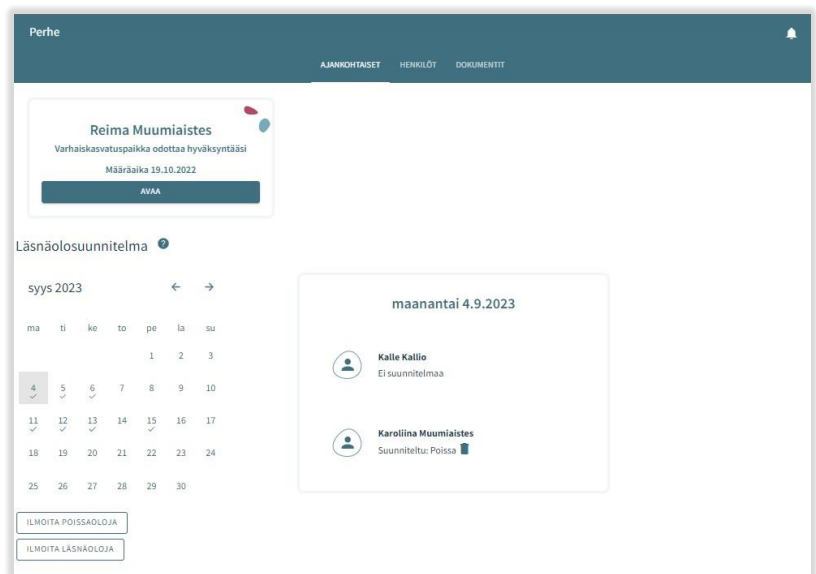 Perhe
AJANKOHTAISET HENKILÖT DOKUMENTIT
Reima Muumiaistes
Varhaiskasvatuspaikka odottaa hyväksyntääsi
Määräaika 19.10.2022
AVAA
Läsnäolosuunnitelma ?
syys 2023 ← →
ma ti ke to pe la su
1 2 3
4 5 6 7 8 9 10
11 12 13 14 15 16 17
18 19 20 21 22 23 24
25 26 27 28 29 30
ILMOITA POISSAOLOJA
ILMOITA LÄSNÄOLOJA
maanantai 4.9.2023
Kalle Kallio
Ei suunnitelmaa
Karoliina Muumiaistes
Suunniteltu: Poissa